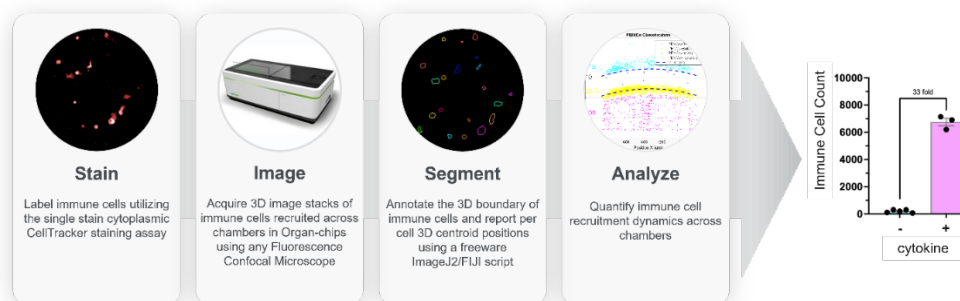 Stain
Label immune cells utilizing
the single stain cytoplasmic
CellTracker staining assay
Image
Acquire 3D image stacks of
immune cells recruited across
chambers in Organ-chips
using any Fluorescence
Confocal Microscope
Segment
Annotate the 3D boundary of
immune cells and report per
cell 3D centroid positions
using a freeware
ImageJ2/FIJI script
Analyze
Quantify immune cell
recruitment dynamics across
chambers
Immune Cell Count
10000
8000
6000
4000
2000
0
33 fold
- +
cytokine